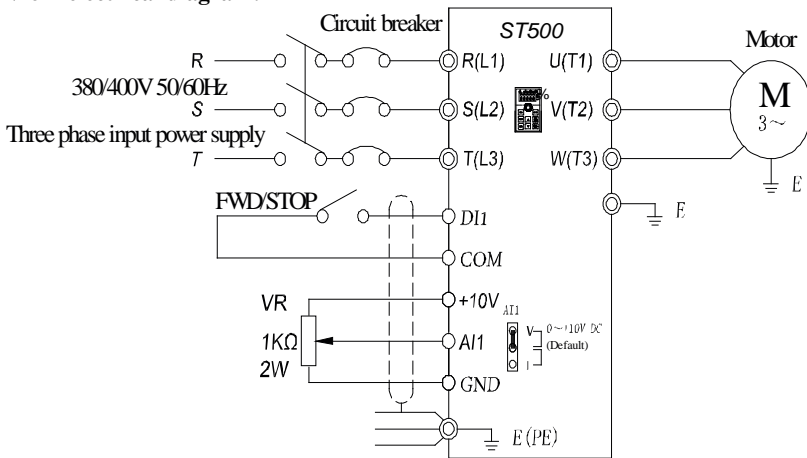 Circuit breaker
ST500
Motor
R
R(L1)
U(T1)
380/400V 50/60Hz
S
S(L2)
V(T2)
M
3~
Three phase input power supply
T
T(L3)
W(T3)
E
E
FWD/STOP
DI1
COM
VR
+10V
AI1
1KΩ
AI1
V
0～+10V DC
(Default)
I
2W
GND
E(PE)